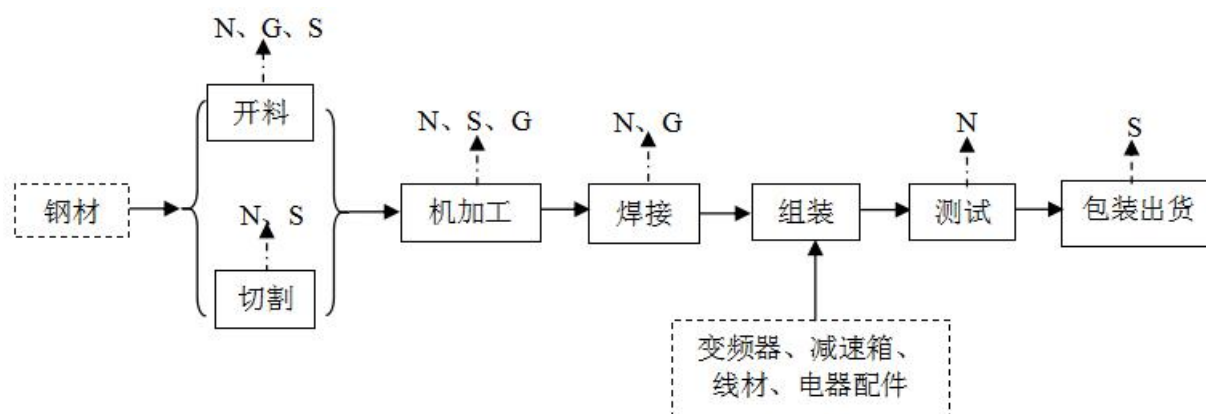 N、G、S
开料
N、S、G
N、G
N
S
钢材
N、S
机加工
焊接
组装
测试
包装出货
切割
变频器、减速箱、
线材、电器配件